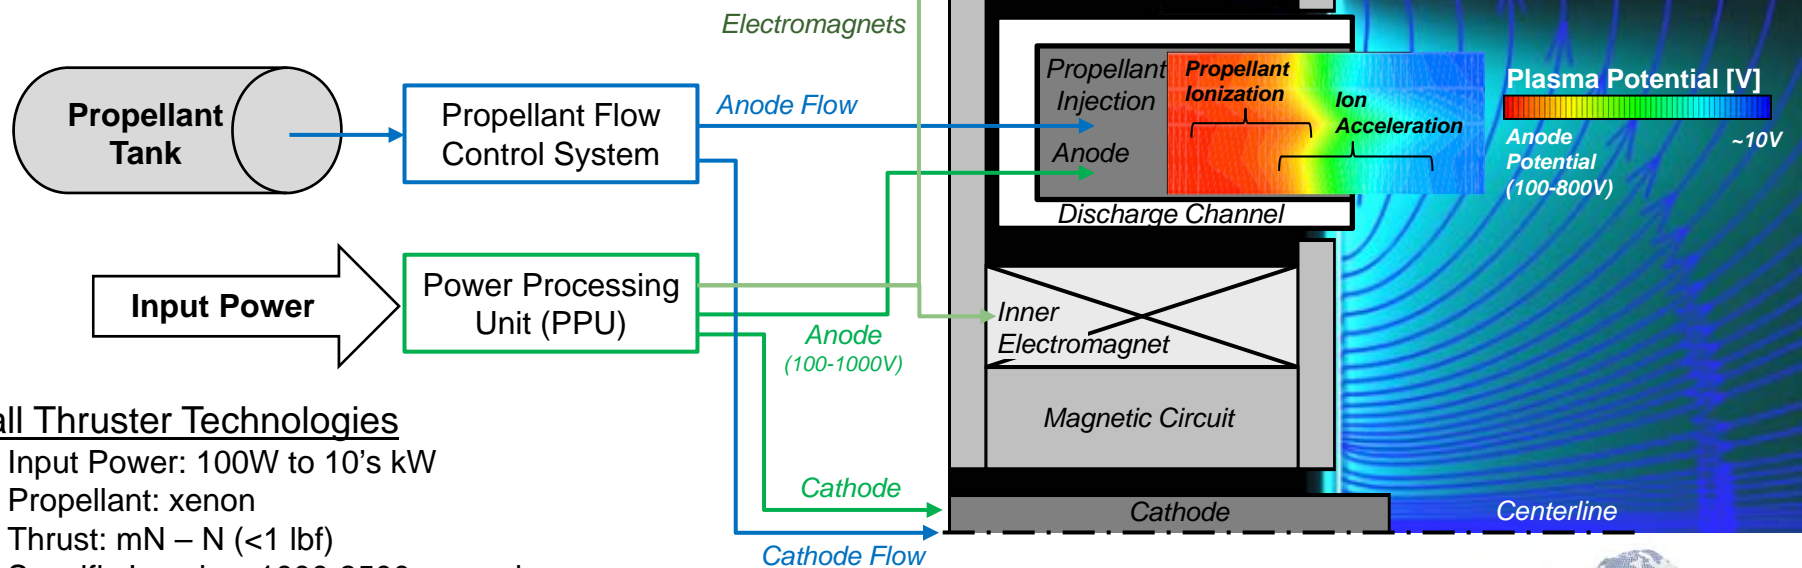 Electromagnets
Propellant
Tank
Propellant Flow
Control System
Anode Flow
Propellant
Injection
Anode
Propellant
Ionization
Ion
Acceleration
Plasma Potential [V]
Anode
Potential
(100-800V)
~10V
Discharge Channel
Input Power
Power Processing
Unit (PPU)
Anode
(100-1000V)
Inner
Electromagnet
Magnetic Circuit
Cathode
Cathode
Centerline
Cathode Flow
all Thruster Technologies
Input Power: 100W to 10's kW
Propellant: xenon
Thrust: mN – N (<1 lbf)